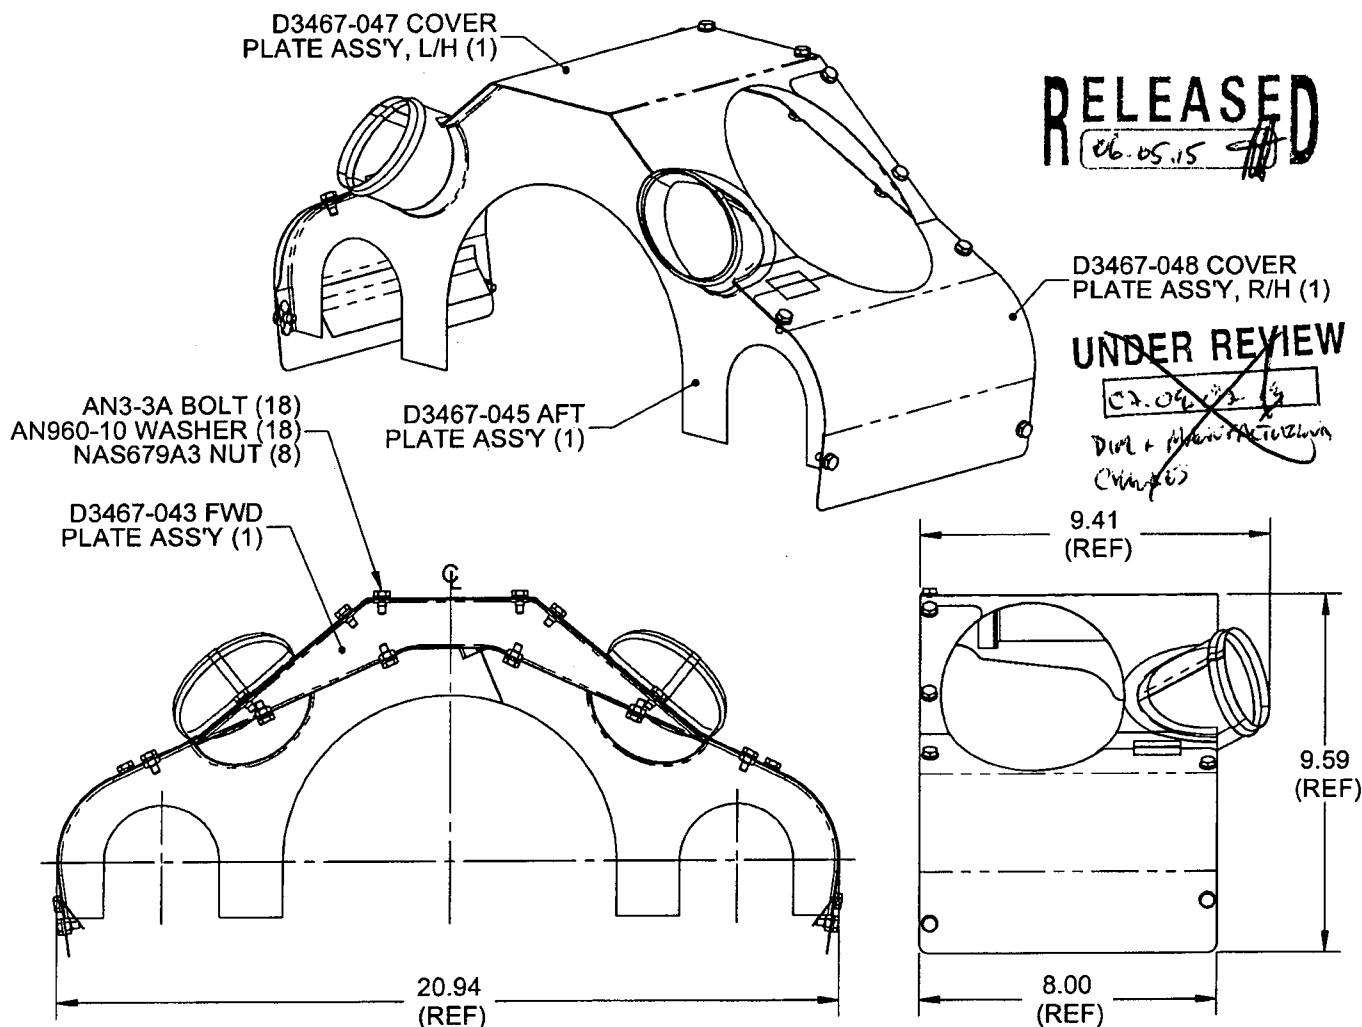 D3467-047 COVER
PLATE ASS'Y, L/H (1)
RELEASED
06.05.15
D3467-048 COVER
PLATE ASS'Y, R/H (1)
UNDER REVIEW
AN3-3A BOLT (18)
AN960-10 WASHER (18)
NAS679A3 NUT (8)
D3467-045 AFT
PLATE ASS'Y (1)
D3467-043 FWD
PLATE ASS'Y (1)
CL
9.41
(REF)
9.59
(REF)
20.94
(REF)
8.00
(REF)